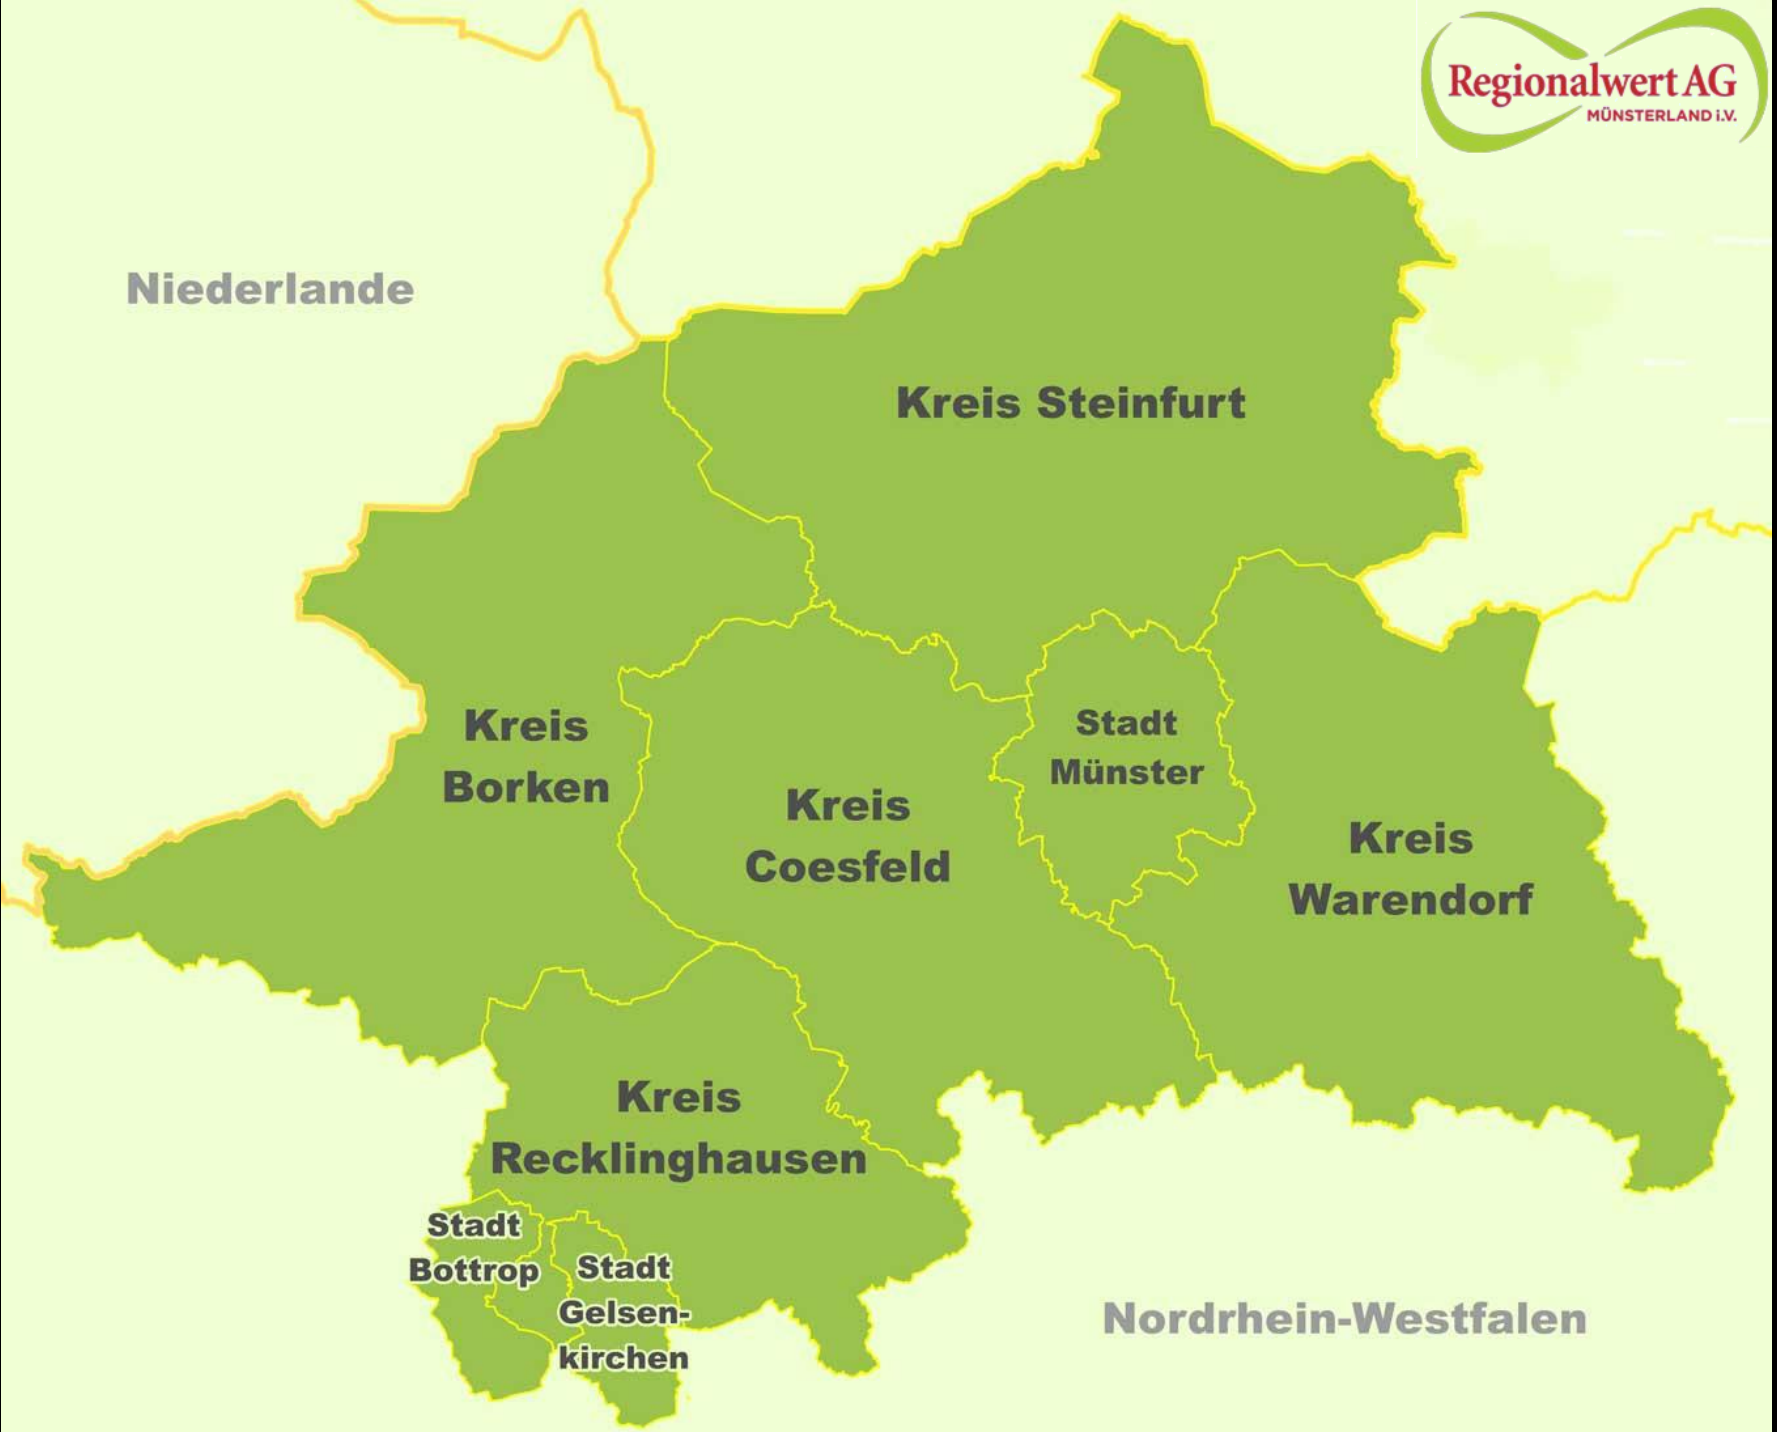 Regionalwert AG
MÜNSTERLAND i.V.
Niederlande
Kreis Steinfurt
Kreis
Borken
Stadt
Münster
Kreis
Coesfeld
Kreis
Warendorf
Kreis
Recklinghausen
Stadt
Bottrop
Stadt
Gelsen-
kirchen
Nordrhein-Westfalen